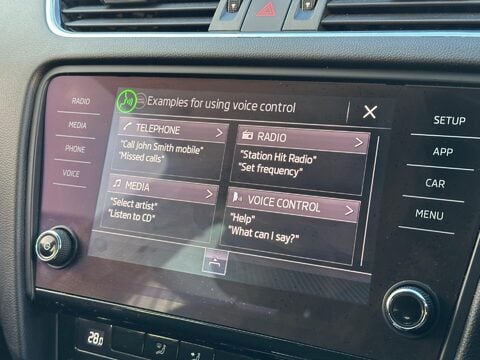 Examples for using voice control
RADIO
MEDIA
PHONE
VOICE
TELEPHONE
"Call John Smith mobile"
"Missed calls"
RADIO
"Station Hit Radio"
"Set frequency"
MEDIA
"Select artist"
"Listen to CD"
VOICE CONTROL
"Help"
"What can I say?"
SETUP
APP
CAR
MENU
28.0